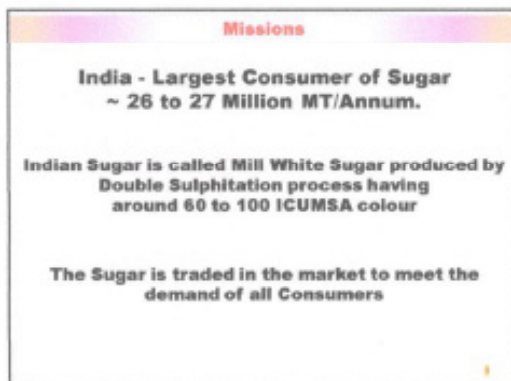 Missions
India - Largest Consumer of Sugar
~ 26 to 27 Million MT/Annum.
Indian Sugar is called Mill White Sugar produced by
Double Sulphitation process having
around 60 to 100 ICUMSA colour
The Sugar is traded in the market to meet the
demand of all Consumers